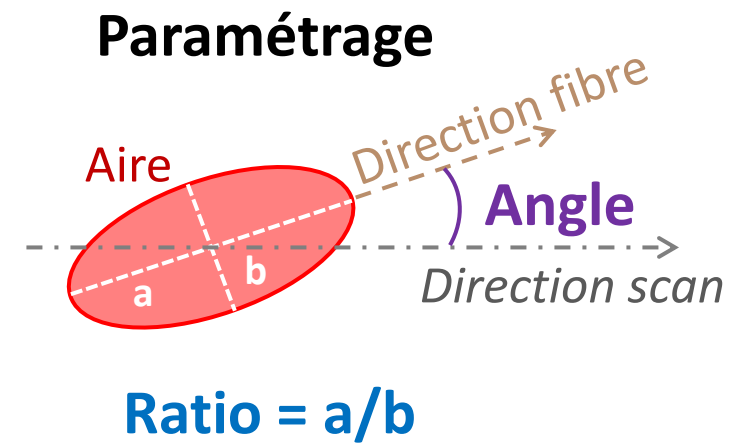 Paramétrage
Direction fibre
Aire
Angle
a
b
Direction scan
Ratio = a/b